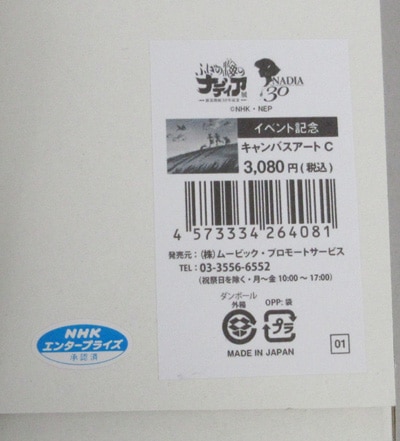 ふしぎの海の
ナディア展
NADIA
30
©NHK・NEP
イベント記念
キャンバスアート C
3,080円(税込)
4 573334 264081
発売元:(株)ムービック・プロモートサービス
TEL: 03-3556-6552
(祝祭日を除く・月〜金 10:00 〜 17:00)
ダンボール
外箱
OPP: 袋
プラ
MADE IN JAPAN
01
NHK
エンタープライズ
承認済